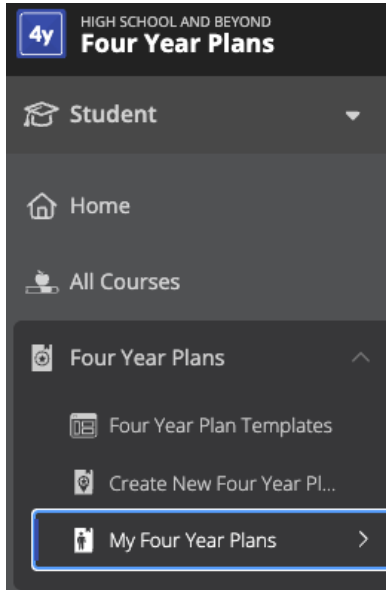 4y
HIGH SCHOOL AND BEYOND
Four Year Plans
Student
Home
All Courses
Four Year Plans
Four Year Plan Templates
Create New Four Year Pl...
My Four Year Plans